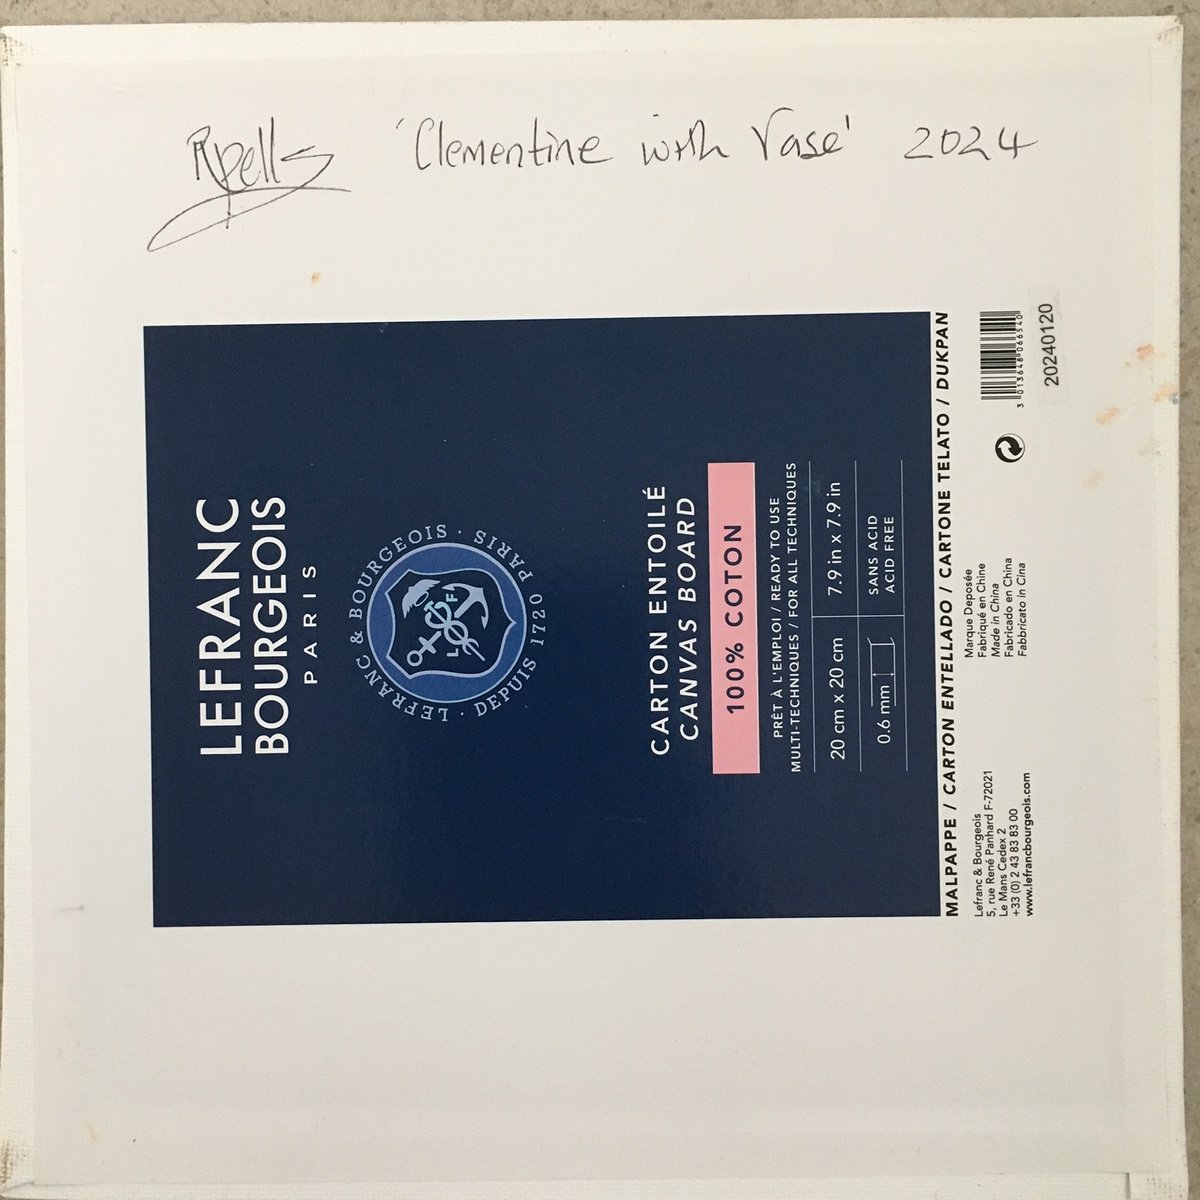 Rpells 'Clementine with Vase' 2024
LEFRANC
BOURGEOIS
PARIS
LEFRANC & BOURGEOIS · PARIS
· DEPUIS 1720
CARTON ENTOILÉ
CANVAS BOARD
100% COTON
PRÊT À L'EMPLOI / READY TO USE
MULTI-TECHNIQUES / FOR ALL TECHNIQUES
20 cm x 20 cm
7.9 in x 7.9 in
0.6 mm
SANS ACID
ACID FREE
MALPAPPE / CARTON ENTELLADO / CARTONE TELATO / DUKPAN
Lefranc & Bourgeois
5, rue René Panhard F-72021
Le Mans Cedex 2
+33 (0) 2 43 83 83 00
www.lefrancbourgeois.com
Marque Deposée
Fabriqué en Chine
Made in China
Fabricado en China
Fabbricato in Cina
3 013648 066540
20240120